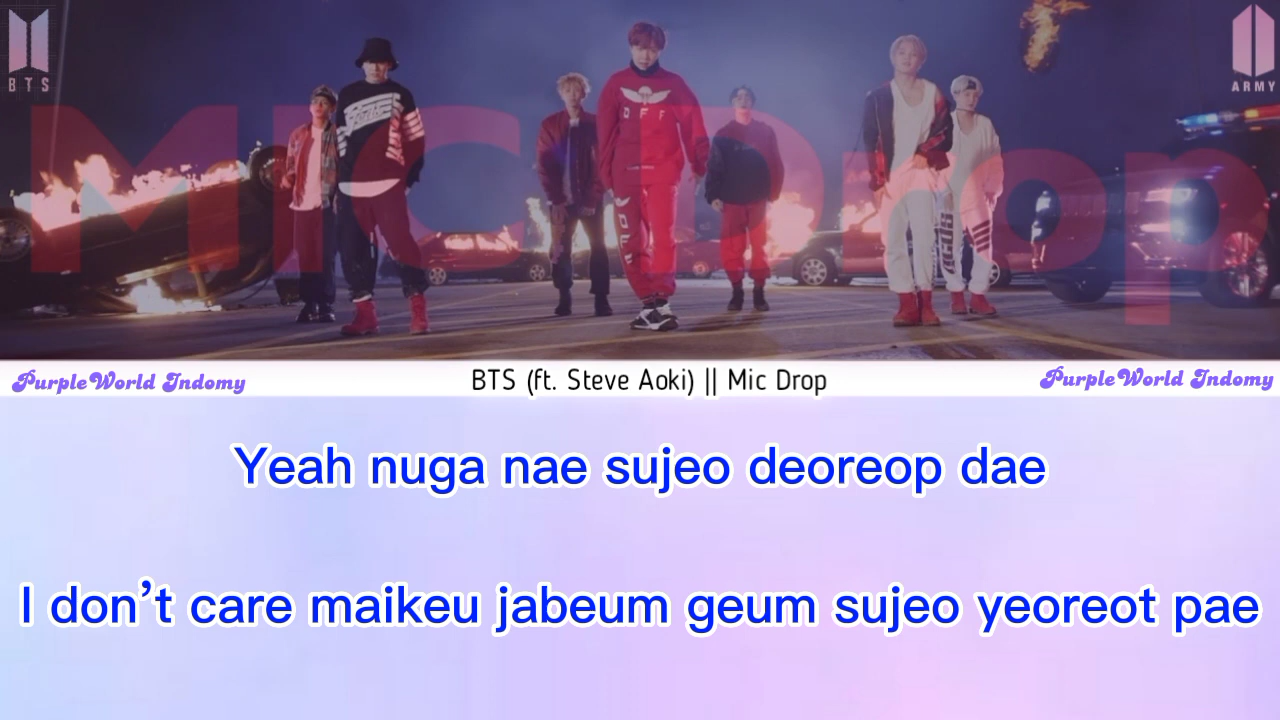 BTS
ARMY
Mic Drop
PurpleWorld Indomy
BTS (ft. Steve Aoki) || Mic Drop
PurpleWorld Indomy
Yeah nuga nae sujeo deoreop dae
I don’t care maikeu jabeum geum sujeo yeoreot pae